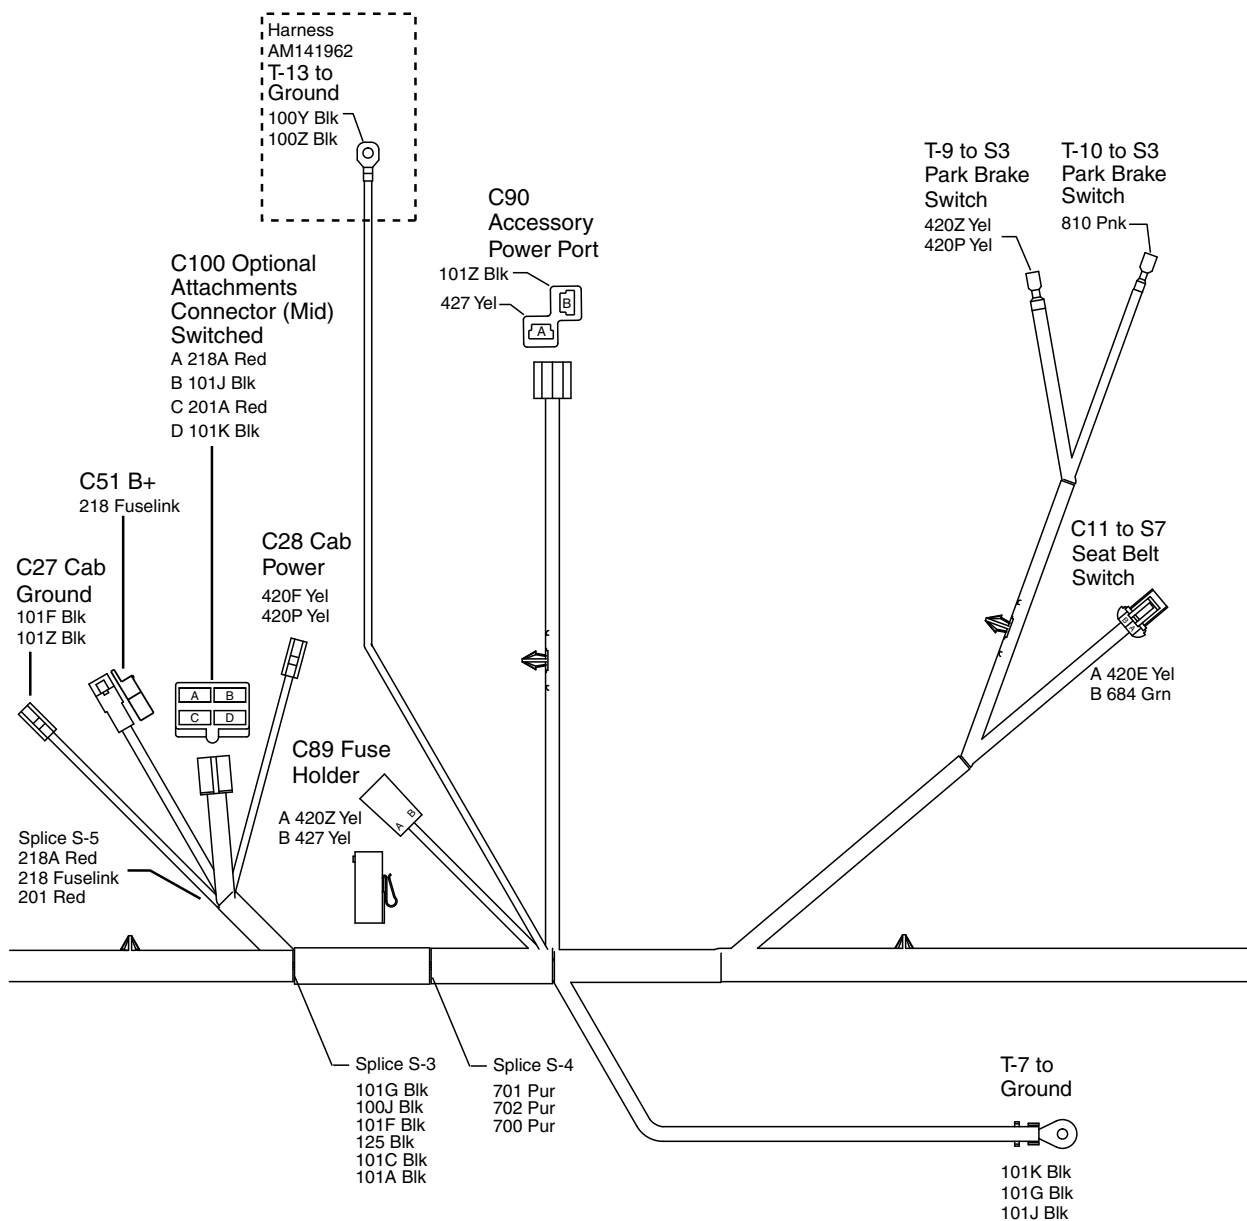 Harness
AM141962
T-13 to
Ground
100Y Blk
100Z Blk
T-9 to S3
Park Brake
Switch
420Z Yel
420P Yel
T-10 to S3
Park Brake
Switch
810 Pnk
C90
Accessory
Power Port
101Z Blk
427 Yel
B
A
C100 Optional
Attachments
Connector (Mid)
Switched
A 218A Red
B 101J Blk
C 201A Red
D 101K Blk
C51 B+
218 Fuselink
C28 Cab
Power
420F Yel
420P Yel
C27 Cab
Ground
101F Blk
101Z Blk
A B
C D
C11 to S7
Seat Belt
Switch
B A
A 420E Yel
B 684 Grn
C89 Fuse
Holder
A B
A 420Z Yel
B 427 Yel
Splice S-5
218A Red
218 Fuselink
201 Red
Splice S-3
101G Blk
100J Blk
101F Blk
125 Blk
101C Blk
101A Blk
Splice S-4
701 Pur
702 Pur
700 Pur
T-7 to
Ground
101K Blk
101G Blk
101J Blk